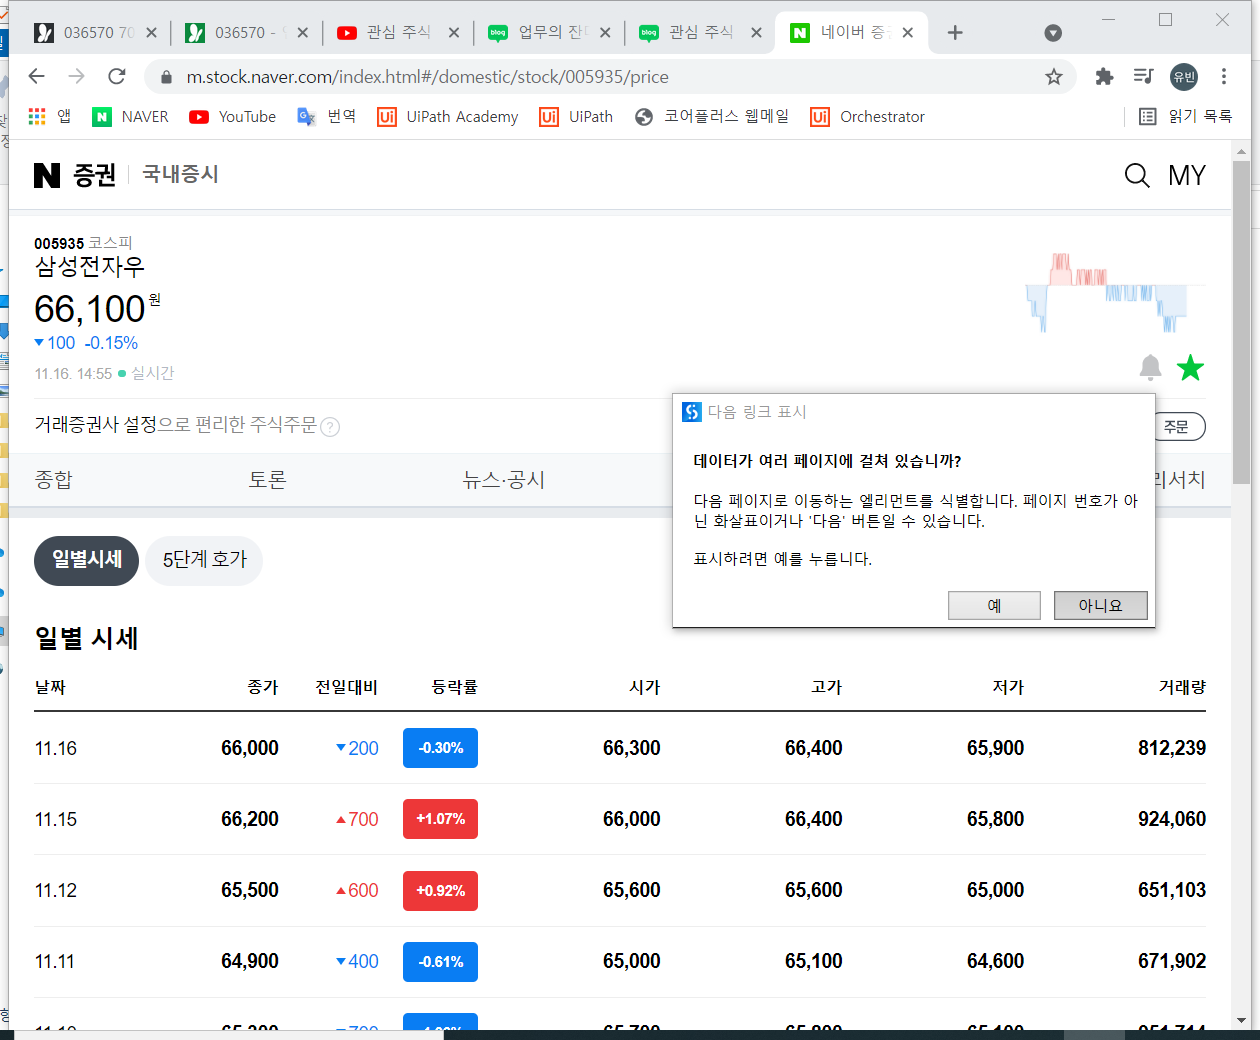 036570 70
036570 -
관심 주식
업무의 잔
관심 주식
네이버 증
m.stock.naver.com/index.html#/domestic/stock/005935/price
유빈
앱 NAVER YouTube 번역 UiPath Academy UiPath 코어플러스 웹메일 Orchestrator 읽기 목록
N 증권 국내증시 MY
005935 코스피
삼성전자우
66,100원
▼100 -0.15%
11.16. 14:55 실시간
거래증권사 설정으로 편리한 주식주문 ?
주문
종합 토론 뉴스·공시 리서치
다음 링크 표시
데이터가 여러 페이지에 걸쳐 있습니까?
다음 페이지로 이동하는 엘리먼트를 식별합니다. 페이지 번호가 아
닌 화살표이거나 '다음' 버튼일 수 있습니다.
표시하려면 예를 누릅니다.
예 아니요
일별시세 5단계 호가
일별 시세
날짜 종가 전일대비 등락률 시가 고가 저가 거래량
11.16 66,000 ▼200 -0.30% 66,300 66,400 65,900 812,239
11.15 66,200 ▲700 +1.07% 66,000 66,400 65,800 924,060
11.12 65,500 ▲600 +0.92% 65,600 65,600 65,000 651,103
11.11 64,900 ▼400 -0.61% 65,000 65,100 64,600 671,902